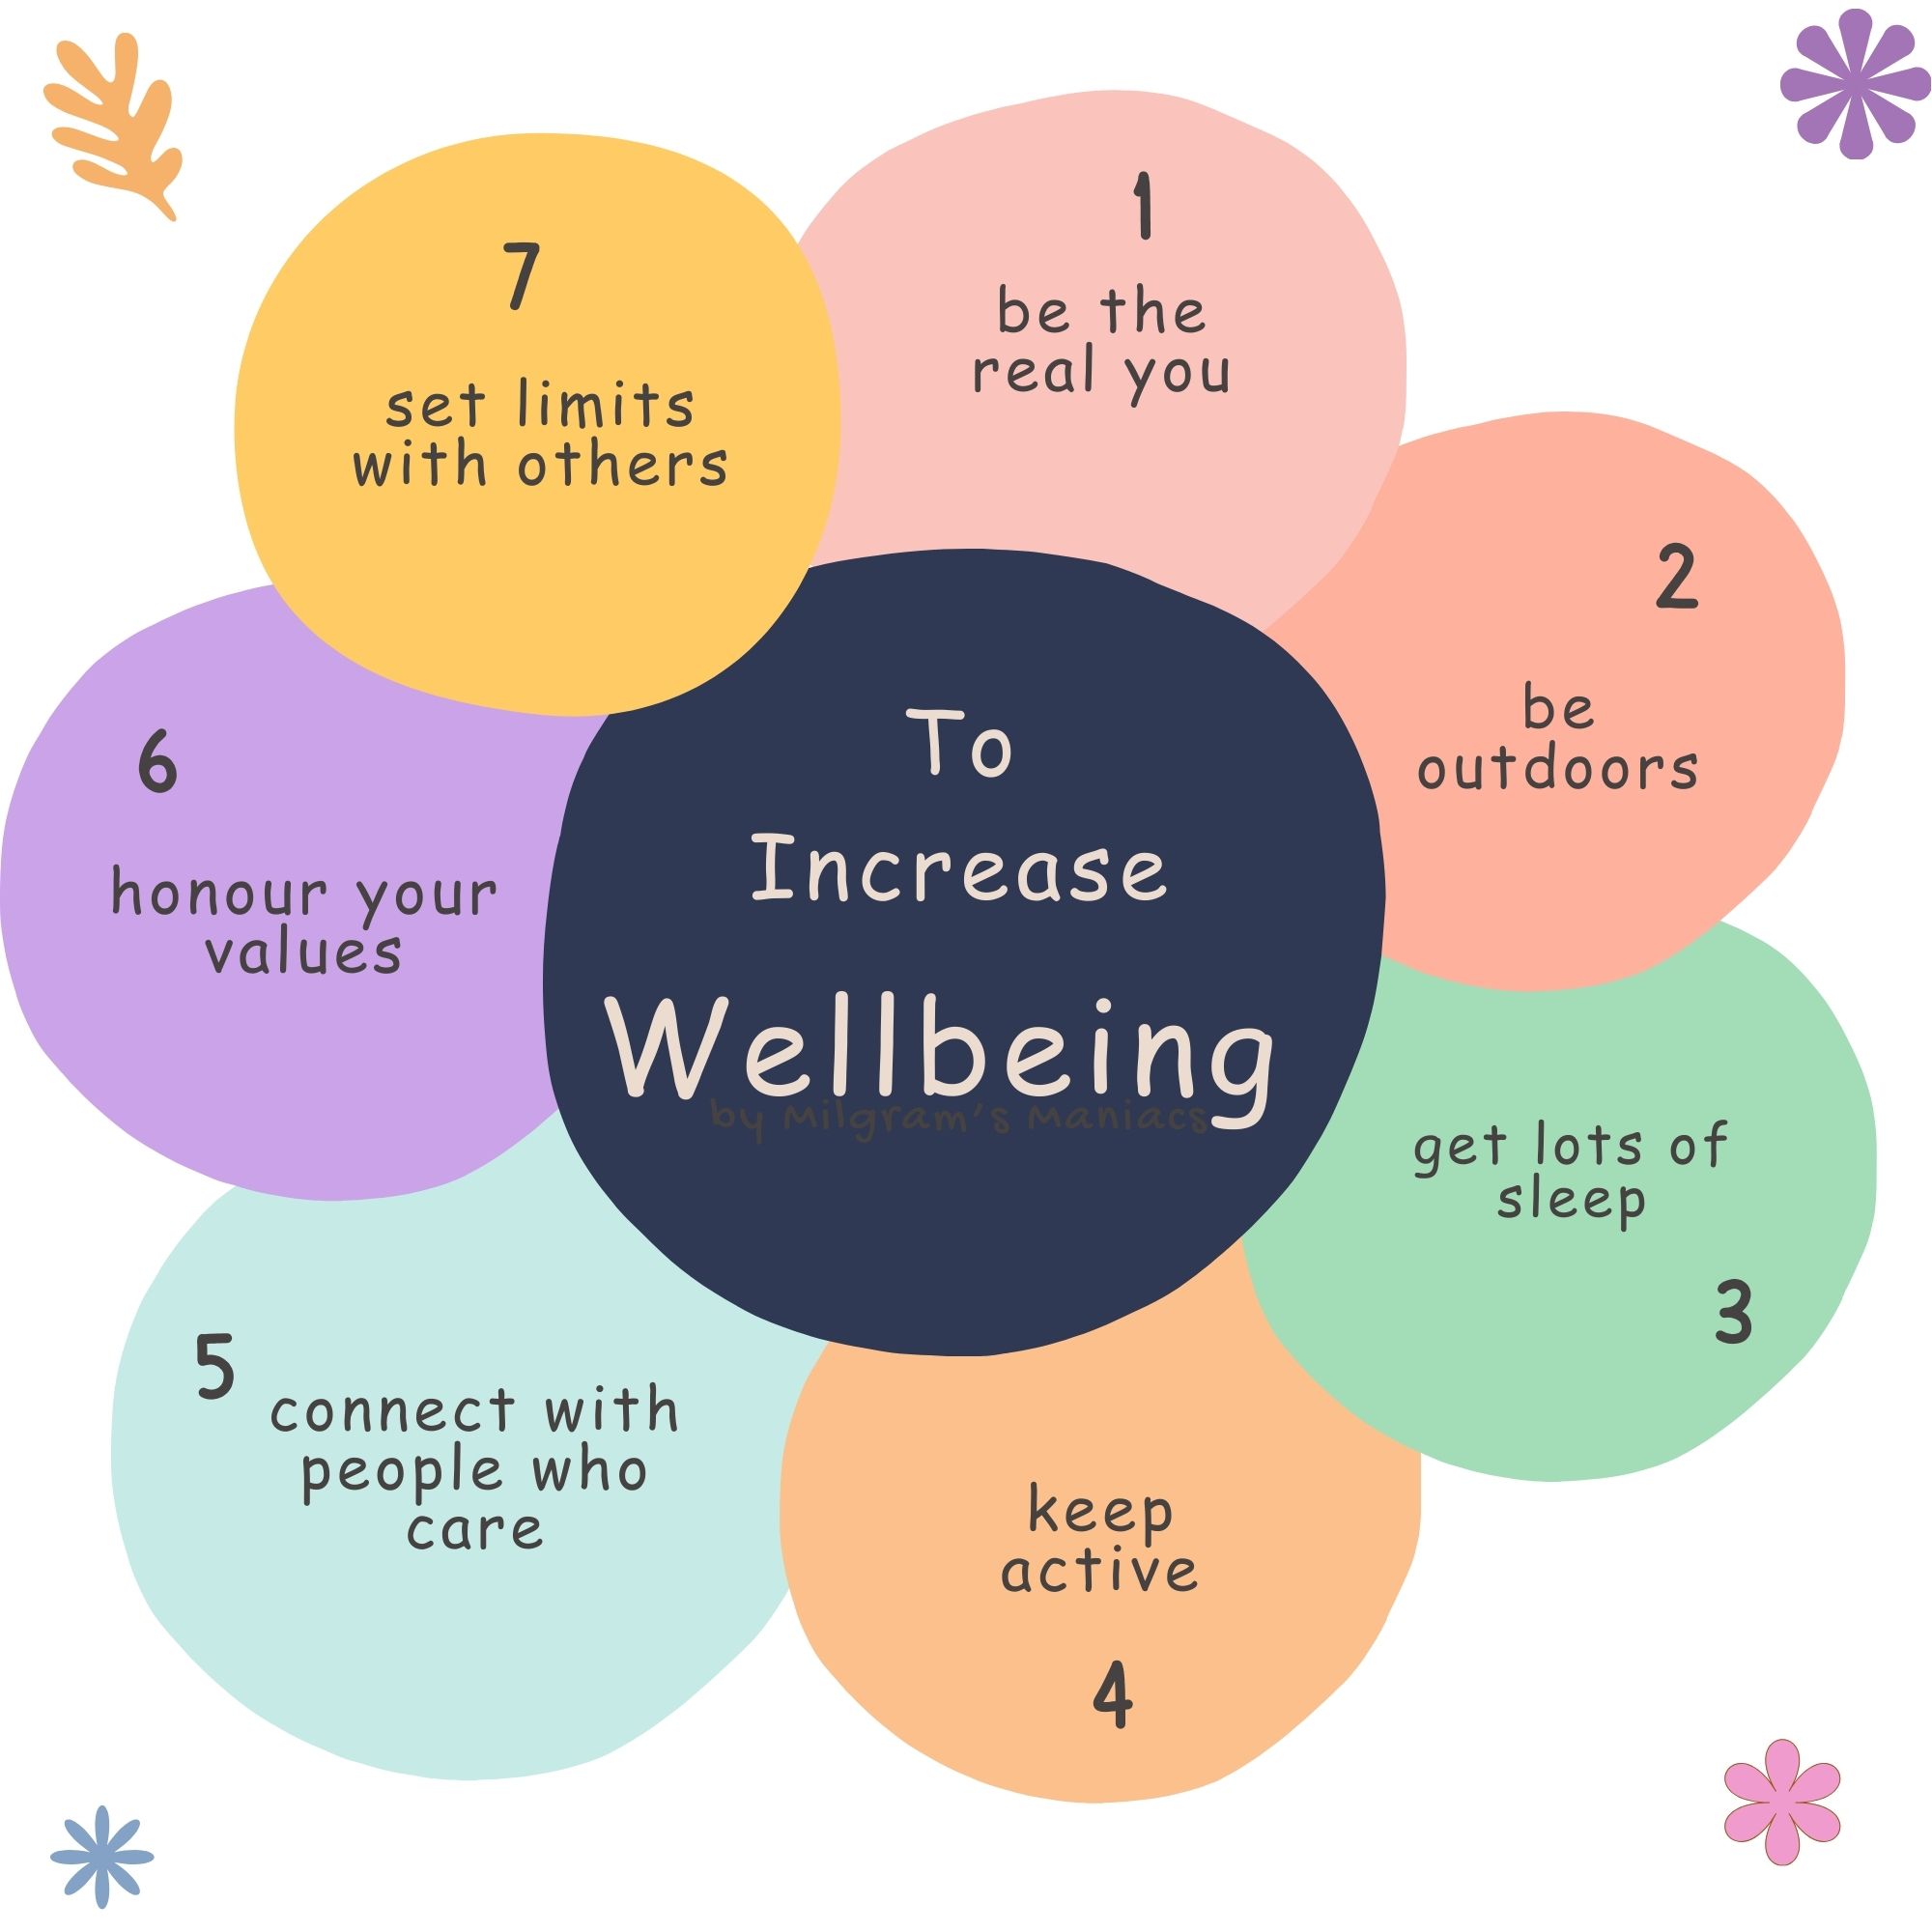 To
Increase
Wellbeing
by Milgram's Maniacs
1
be the
real you
2
be
outdoors
get lots of
sleep
3
keep
active
4
5
connect with
people who
care
6
honour your
values
7
set limits
with others